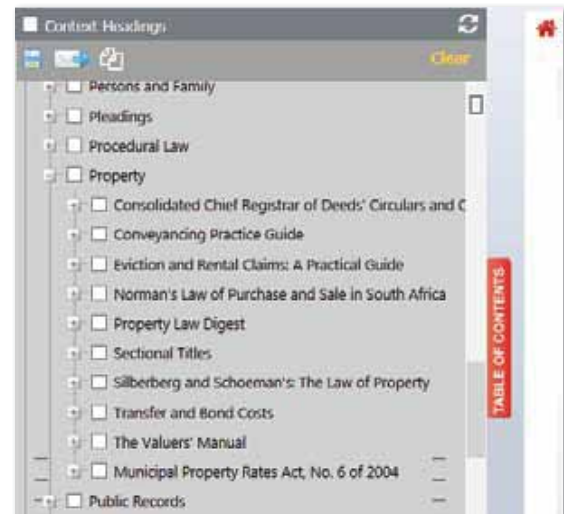 Context Headings
Clear
Persons and Family
Pleadings
Procedural Law
Property
Consolidated Chief Registrar of Deeds' Circulars and C
Conveyancing Practice Guide
Eviction and Rental Claims: A Practical Guide
Norman's Law of Purchase and Sale in South Africa
Property Law Digest
Sectional Titles
Silberberg and Schoeman's: The Law of Property
Transfer and Bond Costs
The Valuers' Manual
Municipal Property Rates Act, No. 6 of 2004
Public Records
TABLE OF CONTENTS